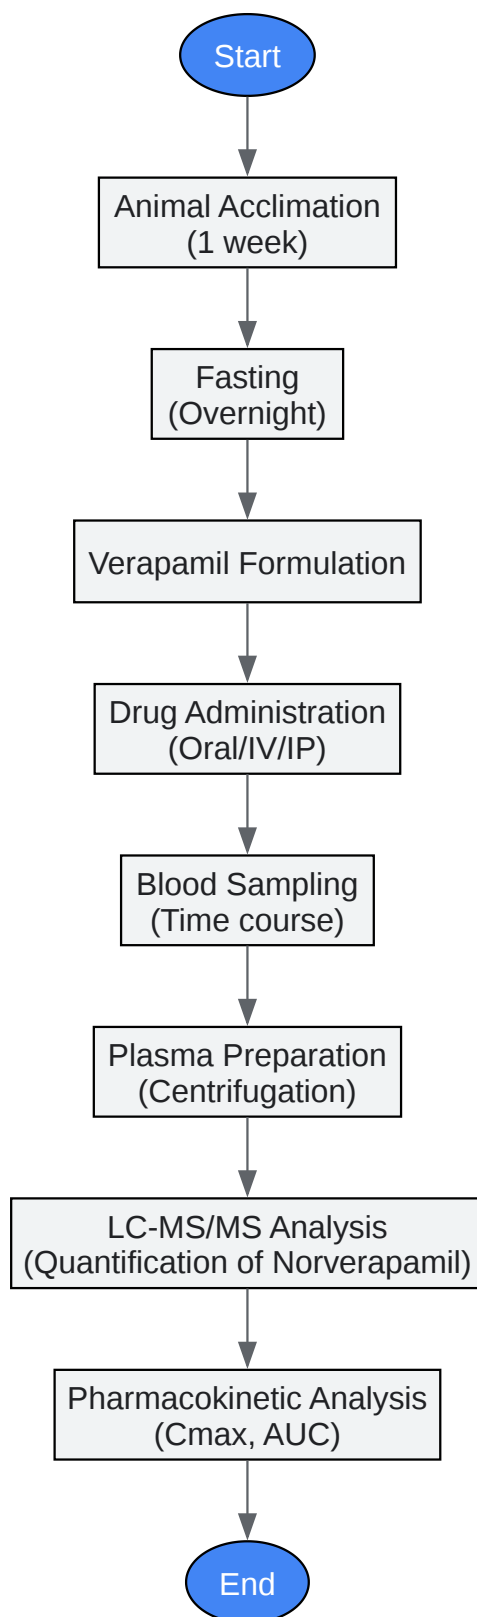 Start
Animal Acclimation
(1 week)
Fasting
(Overnight)
Verapamil Formulation
Drug Administration
(Oral/IV/IP)
Blood Sampling
(Time course)
Plasma Preparation
(Centrifugation)
LC-MS/MS Analysis
(Quantification of Norverapamil)
Pharmacokinetic Analysis
(Cmax, AUC)
End